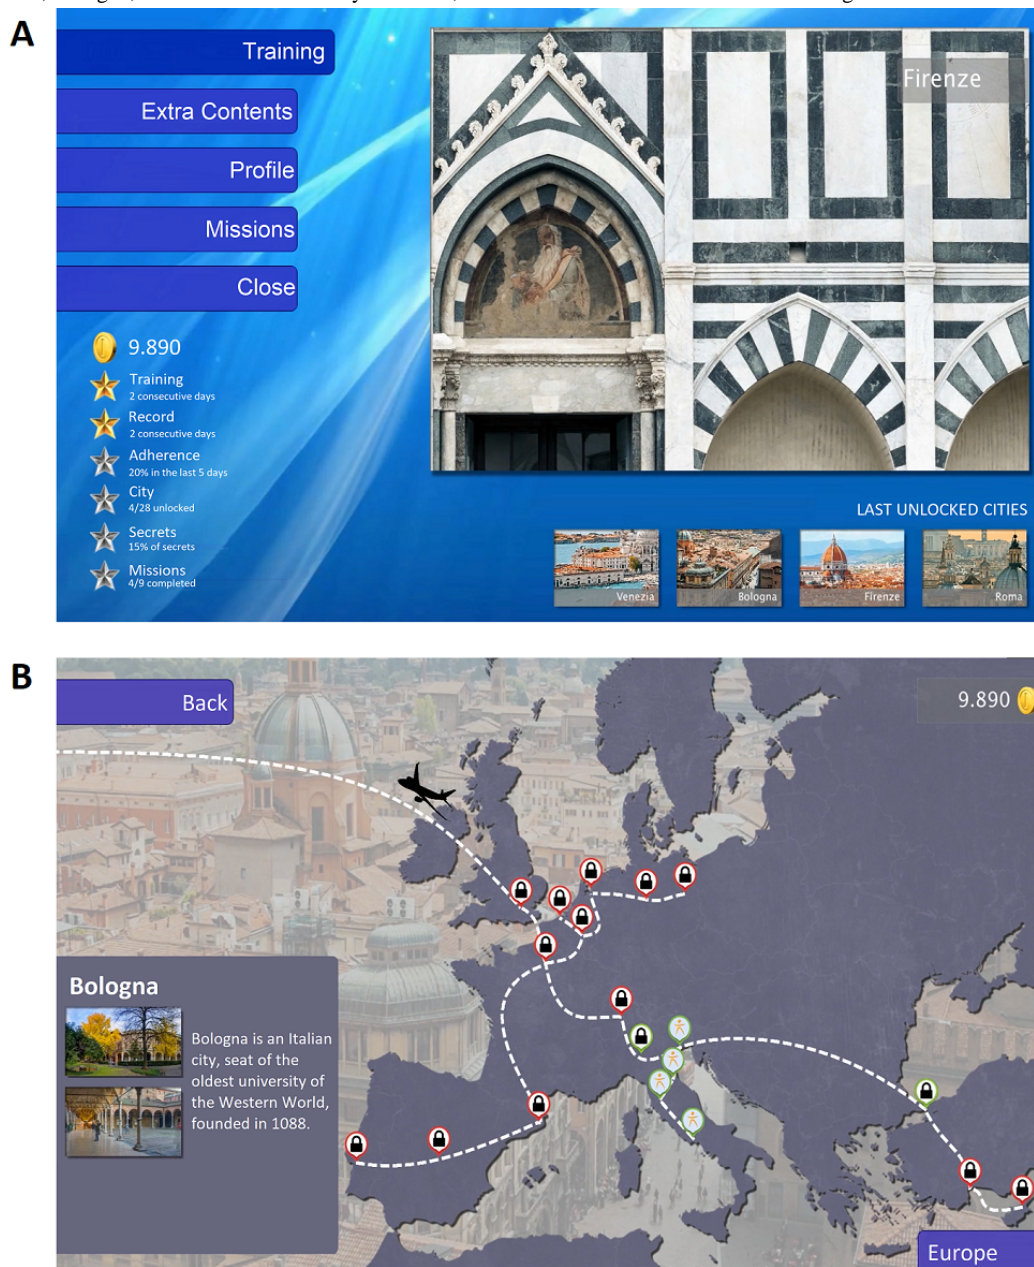 A
Training
Extra Contents
Profile
Missions
Close
9.890
Training
2 consecutive days
Record
2 consecutive days
Adherence
20% in the last 5 days
City
4/28 unlocked
Secrets
15% of secrets
Missions
4/9 completed
Firenze
LAST UNLOCKED CITIES
Venezia
Bologna
Firenze
Roma
B
Back
9.890
Bologna
Bologna is an Italian
city, seat of the
oldest university of
the Western World,
founded in 1088.
Europe